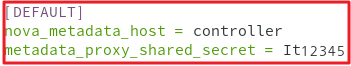 [DEFAULT]
nova_metadata_host = controller
metadata_proxy_shared_secret = It12345